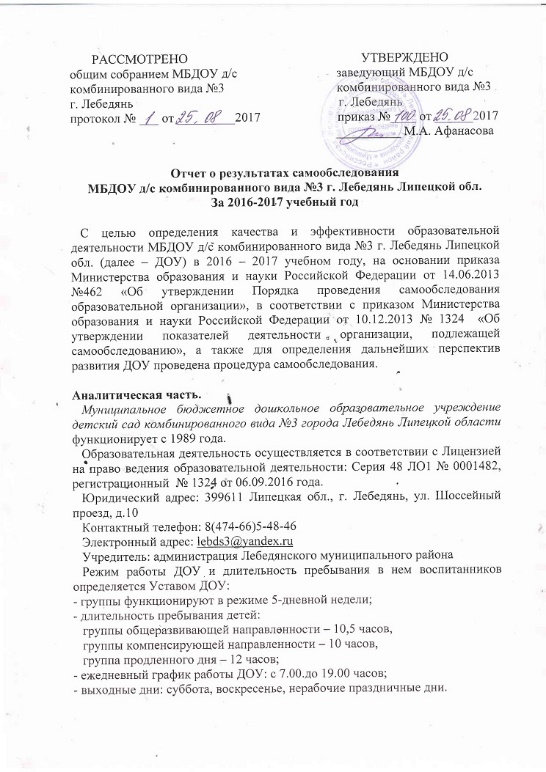 РАССМОТРЕНО
общим собранием МБДОУ д/с
комбинированного вида №3
г. Лебедянь
протокол № 1 от 25. 08 2017
УТВЕРЖДЕНО
заведующий МБДОУ д/с
комбинированного вида №3
г. Лебедянь
приказ № 100 от 25.08 2017
М.А. Афанасова
Отчет о результатах самообследования
МБДОУ д/с комбинированного вида №3 г. Лебедянь Липецкой обл.
За 2016-2017 учебный год
С целью определения качества и эффективности образовательной
деятельности МБДОУ д/с комбинированного вида №3 г. Лебедянь Липецкой
обл. (далее – ДОУ) в 2016 – 2017 учебном году, на основании приказа
Министерства образования и науки Российской Федерации от 14.06.2013
№462 «Об утверждении Порядка проведения самообследования
образовательной организации», в соответствии с приказом Министерства
образования и науки Российской Федерации от 10.12.2013 № 1324 «Об
утверждении показателей деятельности организации, подлежащей
самообследованию», а также для определения дальнейших перспектив
развития ДОУ проведена процедура самообследования.
Аналитическая часть.
Муниципальное бюджетное дошкольное образовательное учреждение
детский сад комбинированного вида №3 города Лебедянь Липецкой области
функционирует с 1989 года.
Образовательная деятельность осуществляется в соответствии с Лицензией
на право ведения образовательной деятельности: Серия 48 ЛО1 № 0001482,
регистрационный № 1324 от 06.09.2016 года.
Юридический адрес: 399611 Липецкая обл., г. Лебедянь, ул. Шоссейный
проезд, д.10
Контактный телефон: 8(474-66)5-48-46
Электронный адрес: lebds3@yandex.ru
Учредитель: администрация Лебедянского муниципального района
Режим работы ДОУ и длительность пребывания в нем воспитанников
определяется Уставом ДОУ:
- группы функционируют в режиме 5-дневной недели;
- длительность пребывания детей:
группы общеразвивающей направленности – 10,5 часов,
группы компенсирующей направленности – 10 часов,
группа продленного дня – 12 часов;
- ежедневный график работы ДОУ: с 7.00.до 19.00 часов;
- выходные дни: суббота, воскресенье, нерабочие праздничные дни.